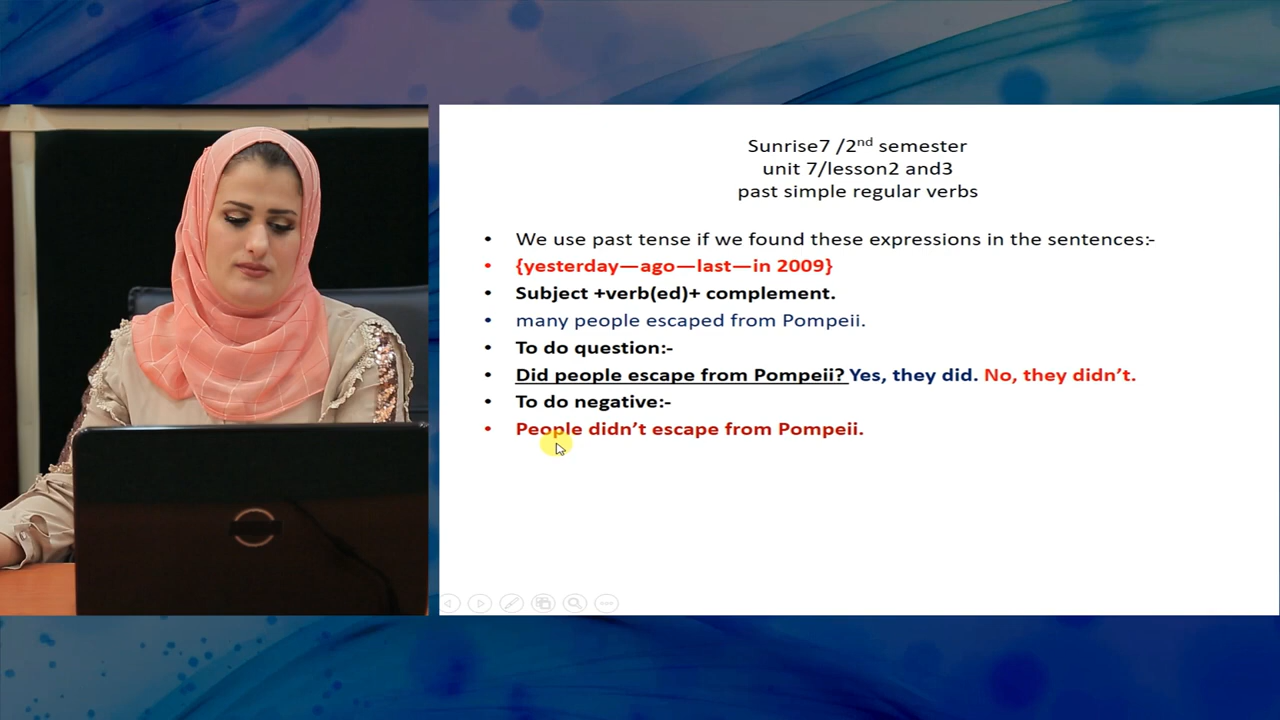 Sunrise7 /2nd semester
unit 7/lesson2 and3
past simple regular verbs
• We use past tense if we found these expressions in the sentences:-
• {yesterday—ago—last—in 2009}
• Subject +verb(ed)+ complement.
• many people escaped from Pompeii.
• To do question:-
• Did people escape from Pompeii? Yes, they did. No, they didn't.
• To do negative:-
• People didn't escape from Pompeii.